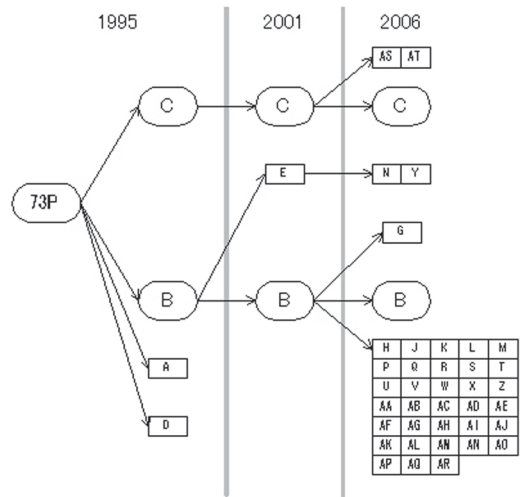 1995 2001 2006
AS AT
C C C
E N Y
73P
G
B B B
H J K L M
A P Q R S T
U V W X Z
AA AB AC AD AE
D AF AG AH AI AJ
AK AL AM AN AO
AP AQ AR